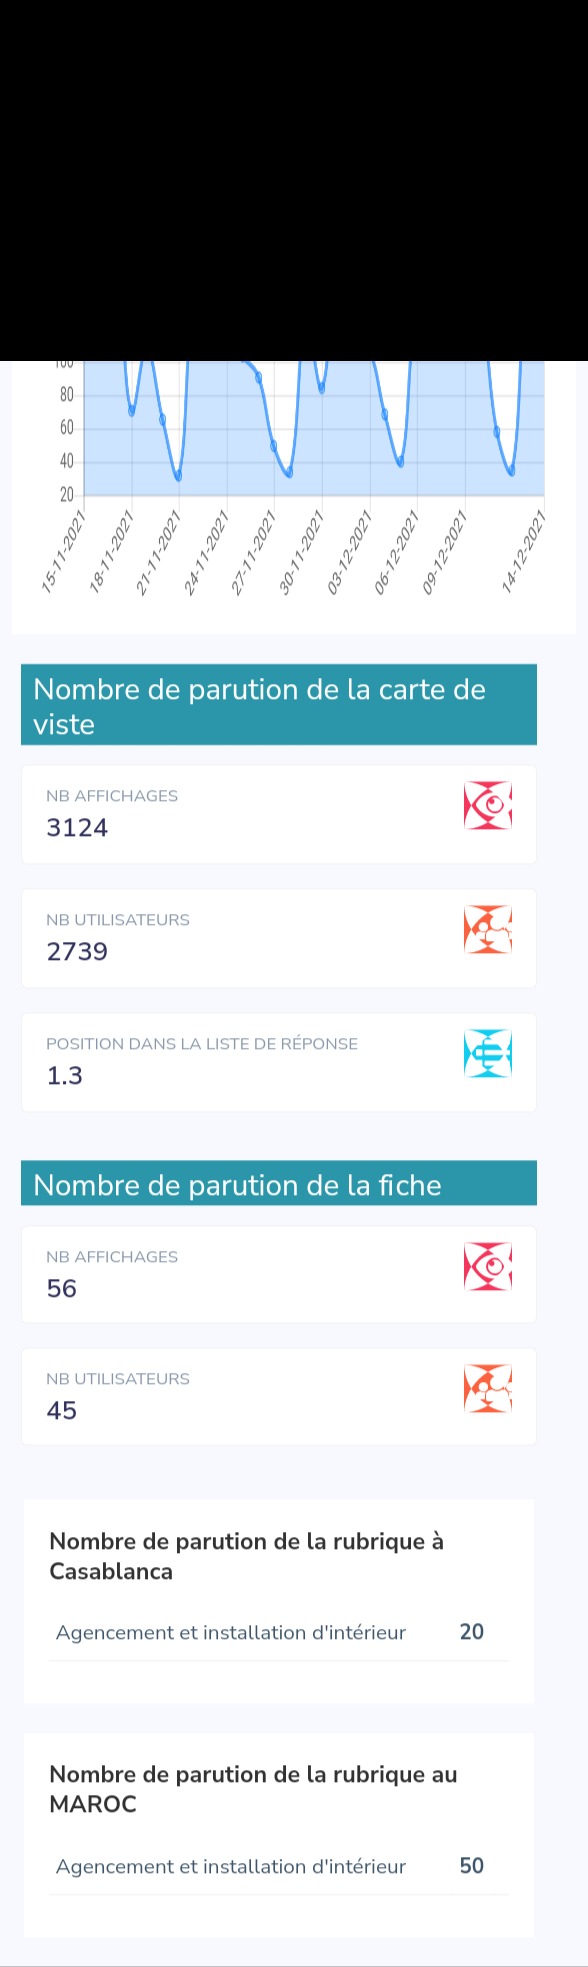 80
60
40
20
15-11-2021
18-11-2021
21-11-2021
24-11-2021
27-11-2021
30-11-2021
03-12-2021
06-12-2021
09-12-2021
14-12-2021
Nombre de parution de la carte de
viste
NB AFFICHAGES
3124
NB UTILISATEURS
2739
POSITION DANS LA LISTE DE RÉPONSE
1.3
Nombre de parution de la fiche
NB AFFICHAGES
56
NB UTILISATEURS
45
Nombre de parution de la rubrique à
Casablanca
Agencement et installation d'intérieur 20
Nombre de parution de la rubrique au
MAROC
Agencement et installation d'intérieur 50